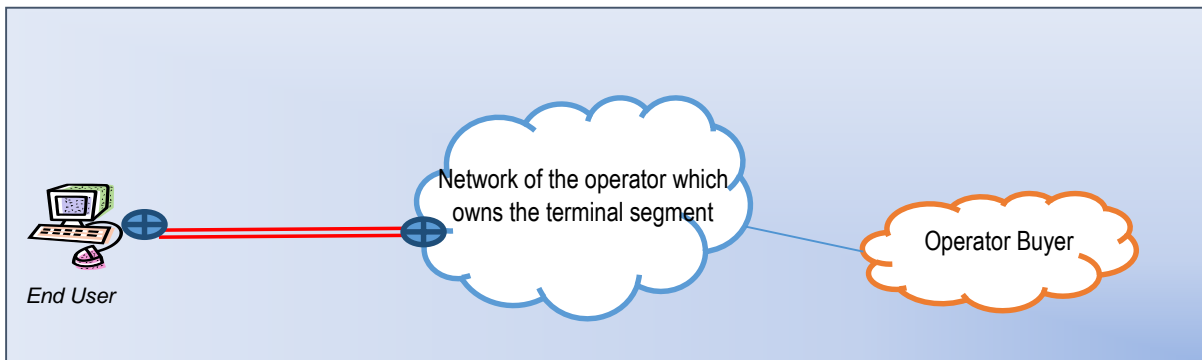 Network of the operator which
owns the terminal segment
Operator Buyer
End User